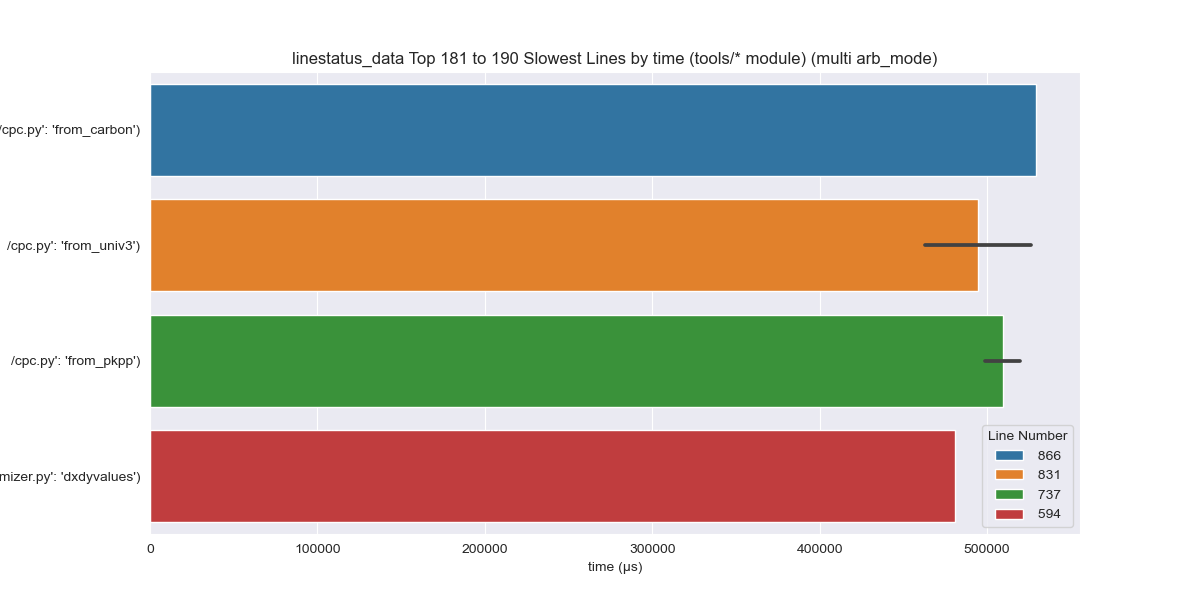 linestatus_data Top 181 to 190 Slowest Lines by time (tools/* module) (multi arb_mode)
/cpc.py': 'from_carbon')
/cpc.py': 'from_univ3')
/cpc.py': 'from_pkpp')
mizer.py': 'dxdyvalues')
Line Number
866
831
737
594
0 100000 200000 300000 400000 500000
time (µs)